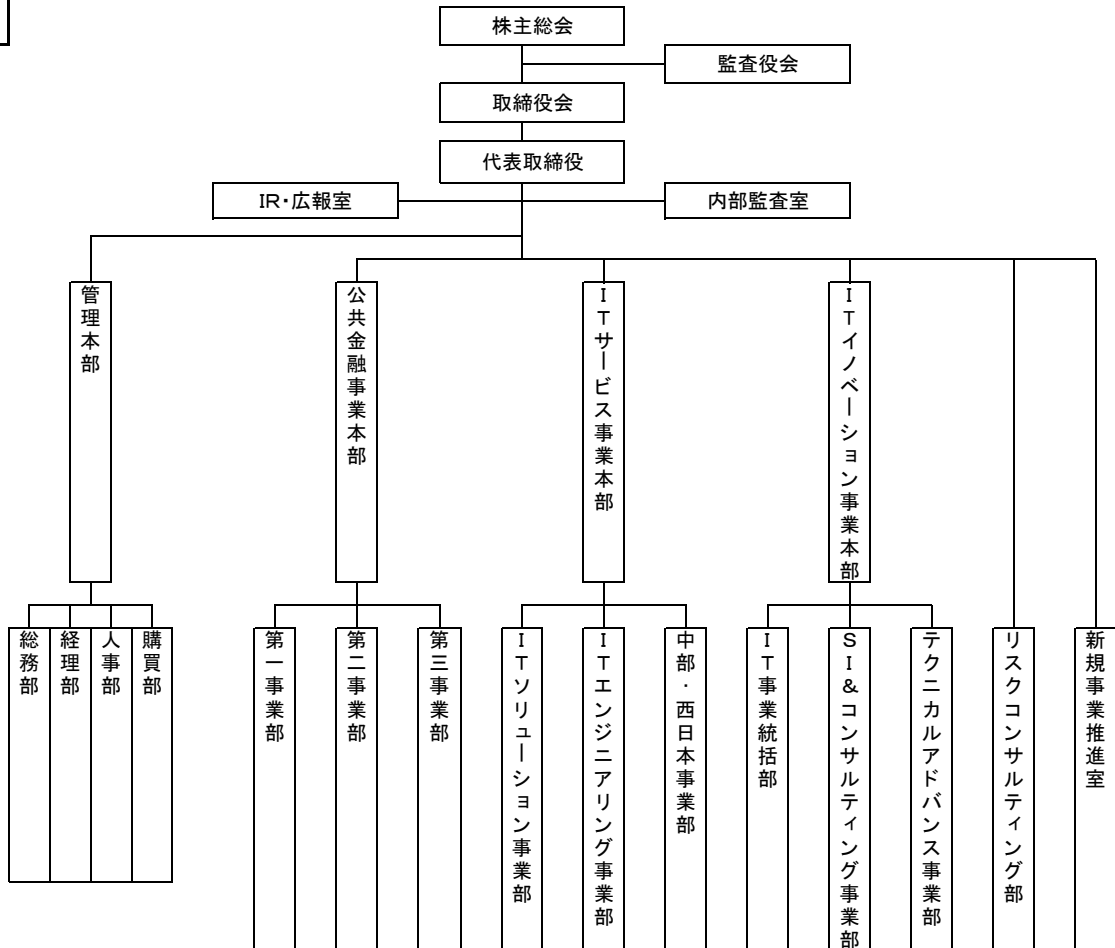 株主総会
監査役会
取締役会
代表取締役
IR・広報室
内部監査室
管理本部
公共金融事業本部
ITサービス事業本部
ITイノベーション事業本部
総務部
経理部
人事部
購買部
第一事業部
第二事業部
第三事業部
ITソリューション事業部
ITエンジニアリング事業部
中部・西日本事業部
IT事業統括部
SI&コンサルティング事業部
テクニカルアドバンス事業部
リスクコンサルティング部
新規事業推進室